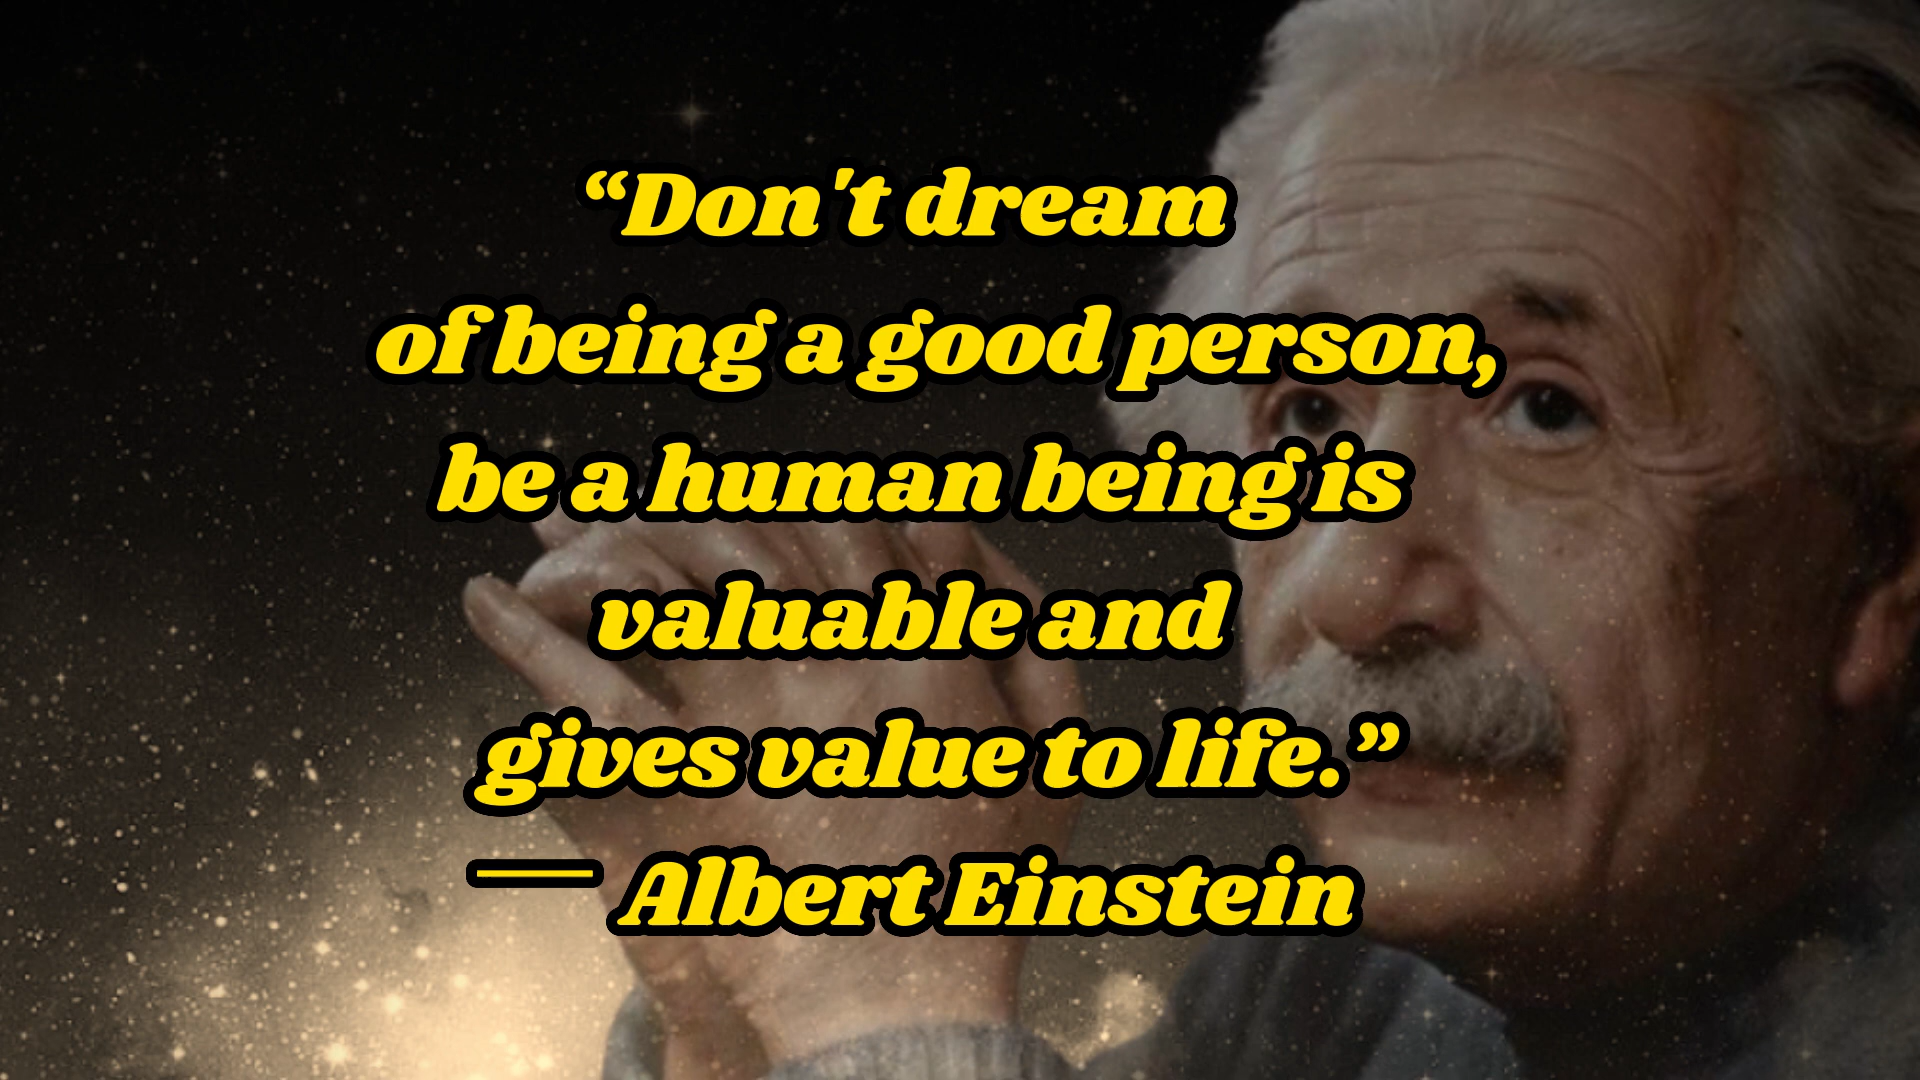 “Don't dream
of being a good person,
be a human being is
valuable and
gives value to life.”
— Albert Einstein